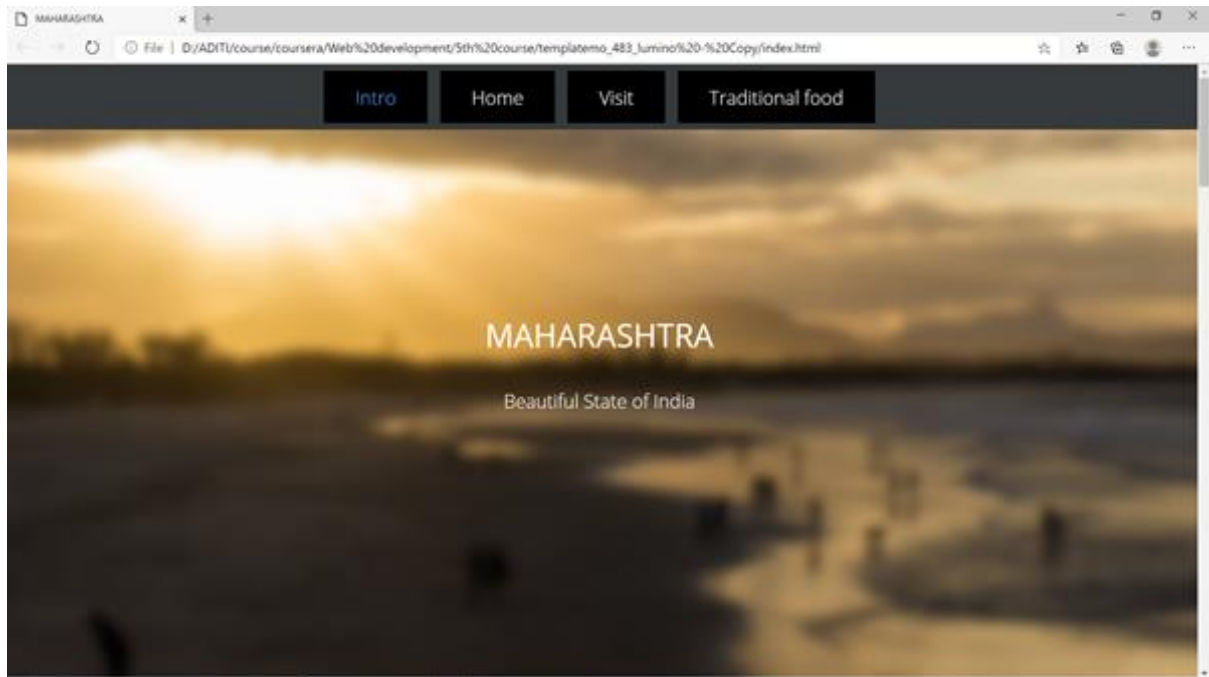 MAHARASHTRA
File | D:/ADITI/course/coursera/Web%20development/5th%20course/templatemo_483_lumino%20-%20Copy/index.html
Intro Home Visit Traditional food
MAHARASHTRA
Beautiful State of India